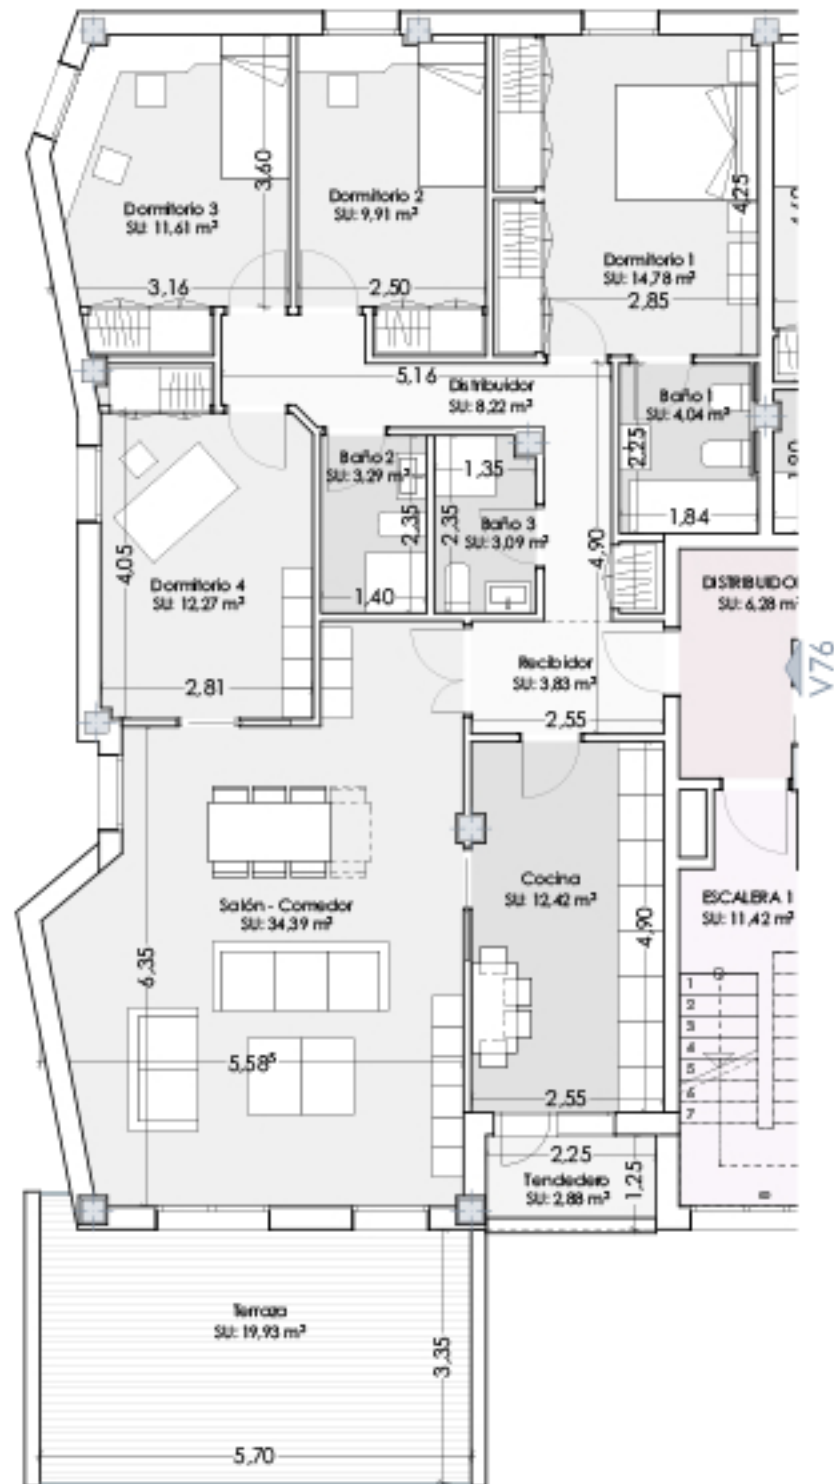 3,60
4,25
Dormitorio 3
SU: 11,61 m²
Dormitorio 2
SU: 9,91 m²
Dormitorio 1
SU: 14,78 m²
3,16
2,50
2,85
5,16
Distribuidor
SU: 8,22 m²
Baño 1
SU: 4,04 m²
2,25
1,84
Baño 2
SU: 3,29 m²
2,35
1,40
1,35
2,35
Baño 3
SU: 3,09 m²
4,90
4,05
Dormitorio 4
SU: 12,27 m²
2,81
DISTRIBUIDO
SU: 6,28 m²
V76
Recibidor
SU: 3,83 m²
2,55
Salón - Comedor
SU: 34,39 m²
6,35
5,58⁵
Cocina
SU: 12,42 m²
4,90
2,55
ESCALERA 1
SU: 11,42 m²
1
2
3
4
5
6
7
2,25
1,25
Tendedero
SU: 2,88 m²
Terraza
SU: 19,93 m²
3,35
5,70